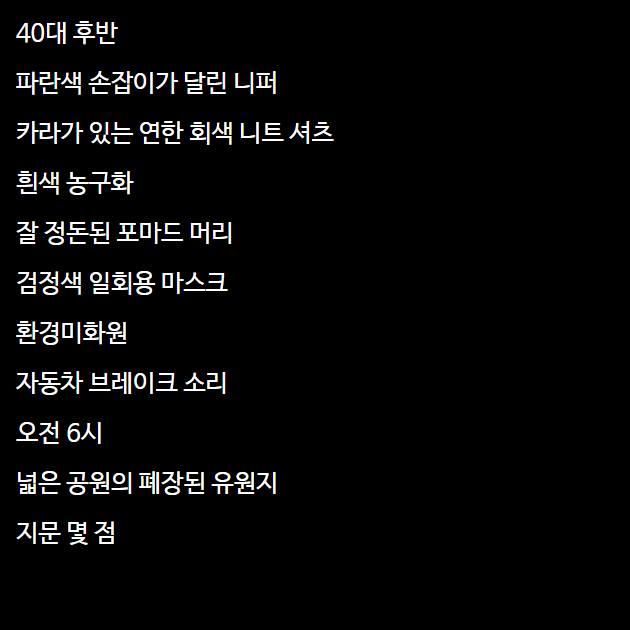 40대 후반
파란색 손잡이가 달린 니퍼
카라가 있는 연한 회색 니트 셔츠
흰색 농구화
잘 정돈된 포마드 머리
검정색 일회용 마스크
환경미화원
자동차 브레이크 소리
오전 6시
넓은 공원의 폐장된 유원지
지문 몇 점